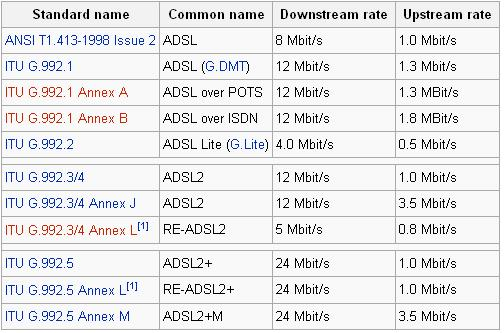 Standard name Common name Downstream rate Upstream rate
ANSI T1.413-1998 Issue 2 ADSL 8 Mbit/s 1.0 Mbit/s
ITU G.992.1 ADSL (G.DMT) 12 Mbit/s 1.3 Mbit/s
ITU G.992.1 Annex A ADSL over POTS 12 Mbit/s 1.3 MBit/s
ITU G.992.1 Annex B ADSL over ISDN 12 Mbit/s 1.8 MBit/s
ITU G.992.2 ADSL Lite (G.Lite) 4.0 Mbit/s 0.5 Mbit/s
ITU G.992.3/4 ADSL2 12 Mbit/s 1.0 Mbit/s
ITU G.992.3/4 Annex J ADSL2 12 Mbit/s 3.5 Mbit/s
ITU G.992.3/4 Annex L[1] RE-ADSL2 5 Mbit/s 0.8 Mbit/s
ITU G.992.5 ADSL2+ 24 Mbit/s 1.0 Mbit/s
ITU G.992.5 Annex L[1] RE-ADSL2+ 24 Mbit/s 1.0 Mbit/s
ITU G.992.5 Annex M ADSL2+M 24 Mbit/s 3.5 Mbit/s